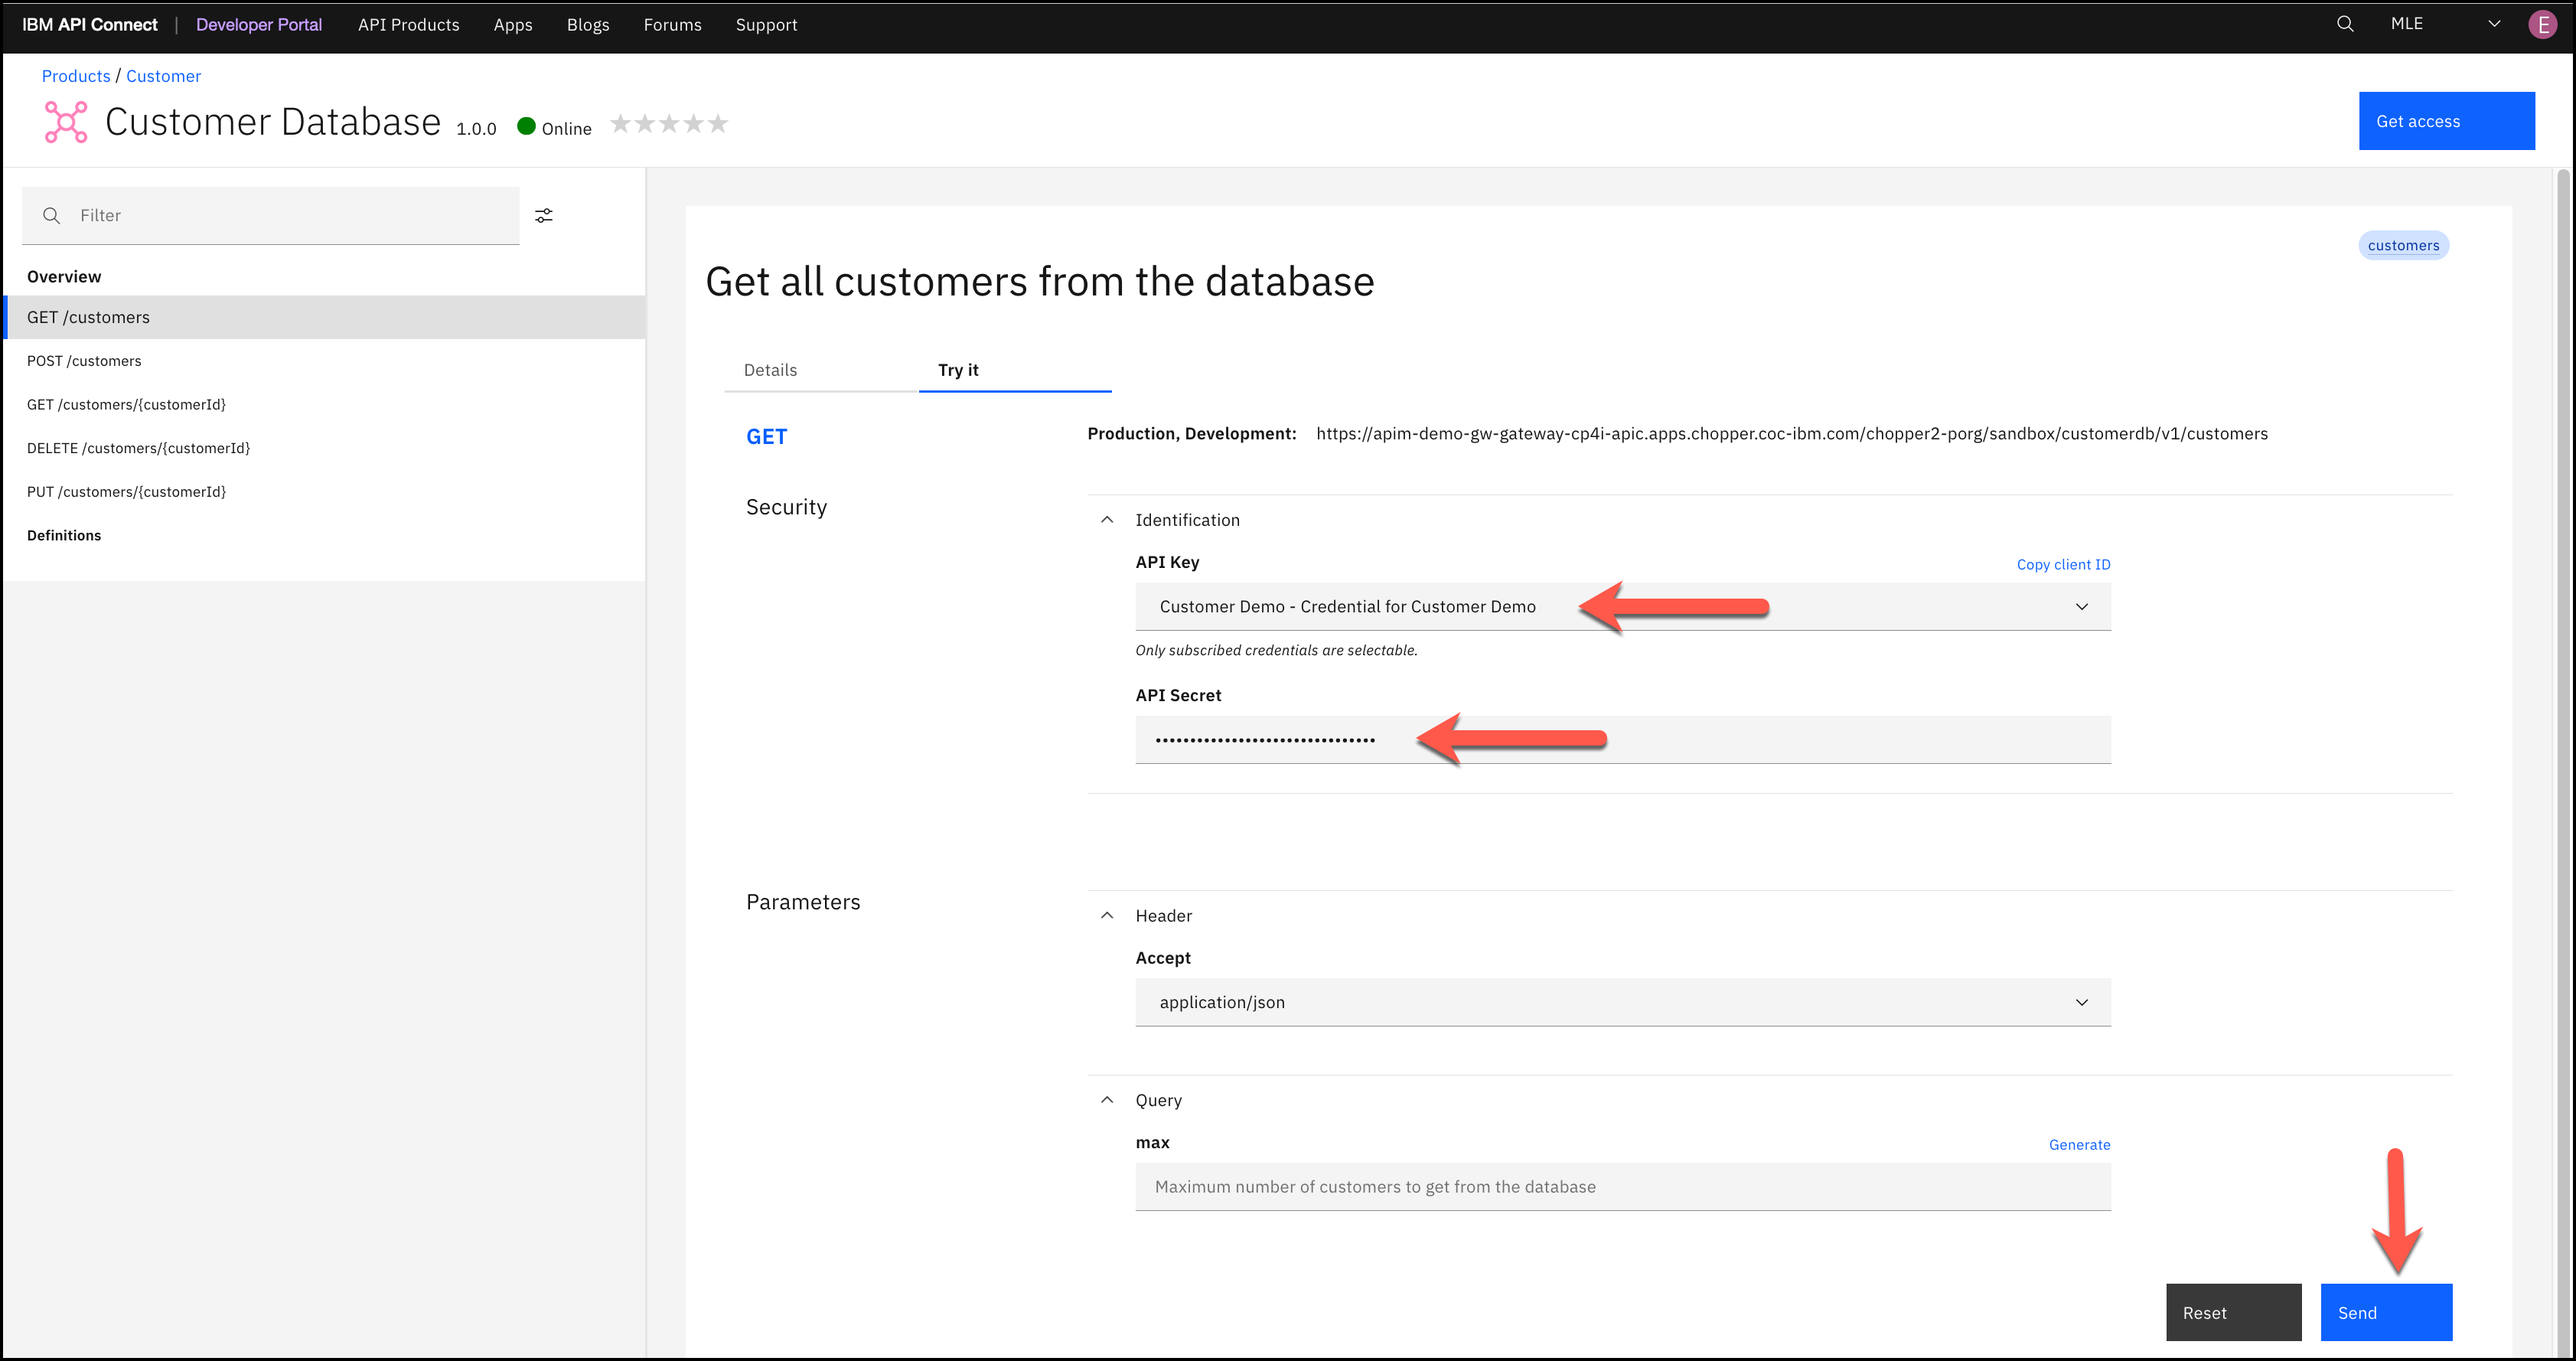 IBM API Connect | Developer Portal API Products Apps Blogs Forums Support MLE E
Products / Customer
Customer Database 1.0.0 Online
Get access
Filter
Overview
GET /customers
POST /customers
GET /customers/{customerId}
DELETE /customers/{customerId}
PUT /customers/{customerId}
Definitions
customers
Get all customers from the database
Details Try it
GET Production, Development: https://apim-demo-gw-gateway-cp4i-apic.apps.chopper.coc-ibm.com/chopper2-porg/sandbox/customerdb/v1/customers
Security
Identification
API Key Copy client ID
Customer Demo - Credential for Customer Demo
Only subscribed credentials are selectable.
API Secret
••••••••••••••••••••••••••••••••
Parameters
Header
Accept
application/json
Query
max Generate
Maximum number of customers to get from the database
Reset Send